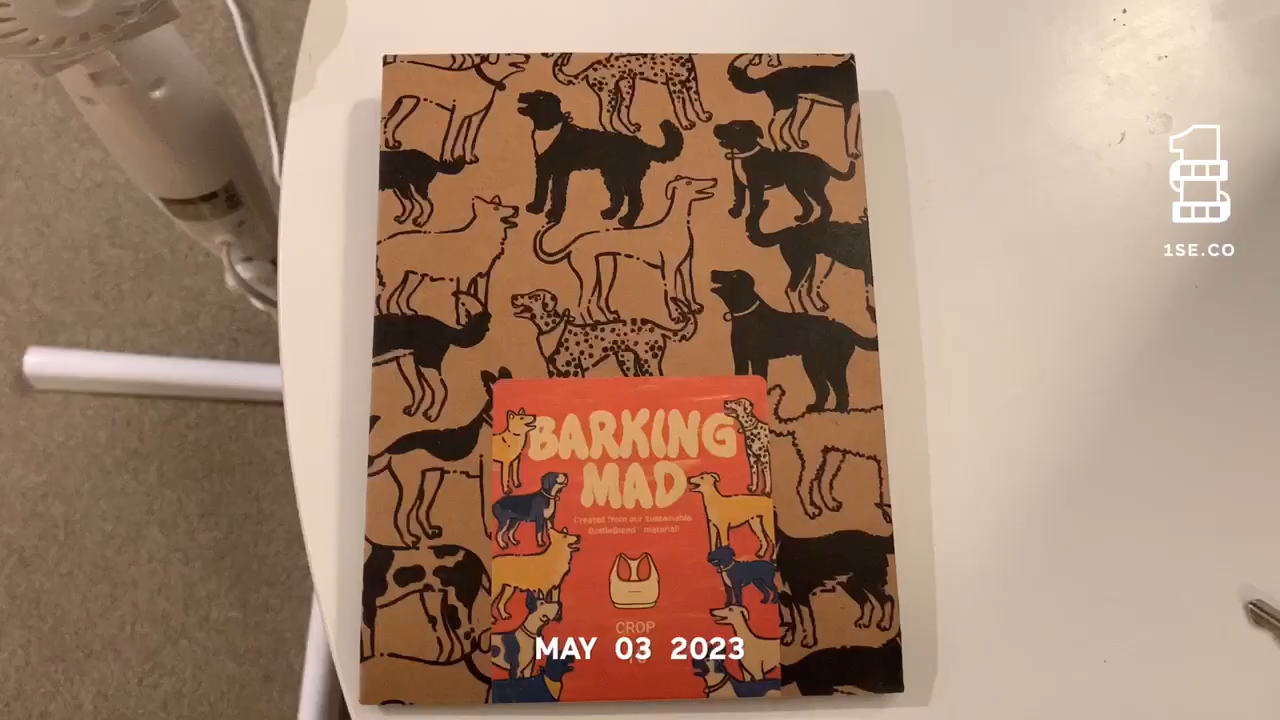 1SE.CO
BARKING
MAD
Created from our sustainable
BottleBlend™ material!
CROP
MAY 03 2023